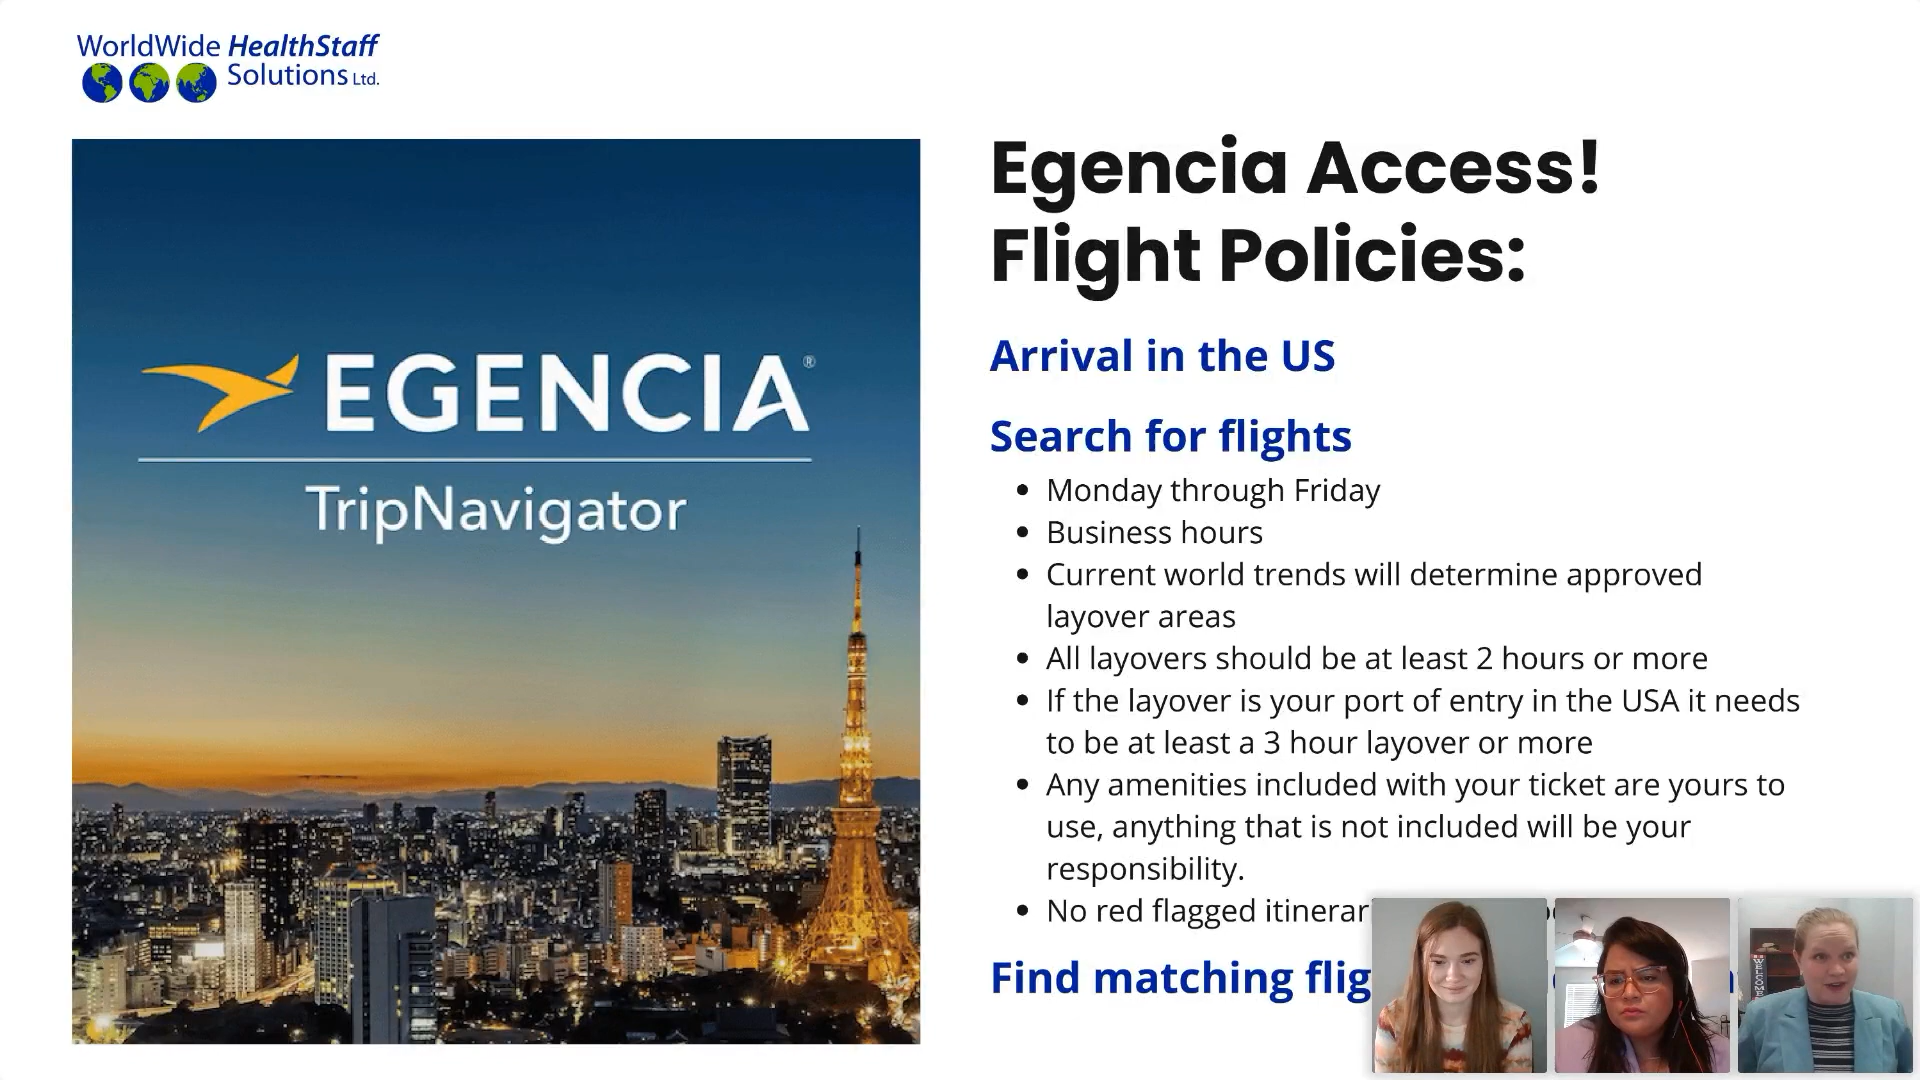 WorldWide HealthStaff
Solutions Ltd.
EGENCIA®
TripNavigator
Egencia Access!
Flight Policies:
Arrival in the US
Search for flights
• Monday through Friday
• Business hours
• Current world trends will determine approved
layover areas
• All layovers should be at least 2 hours or more
• If the layover is your port of entry in the USA it needs
to be at least a 3 hour layover or more
• Any amenities included with your ticket are yours to
use, anything that is not included will be your
responsibility.
• No red flagged
Find matching